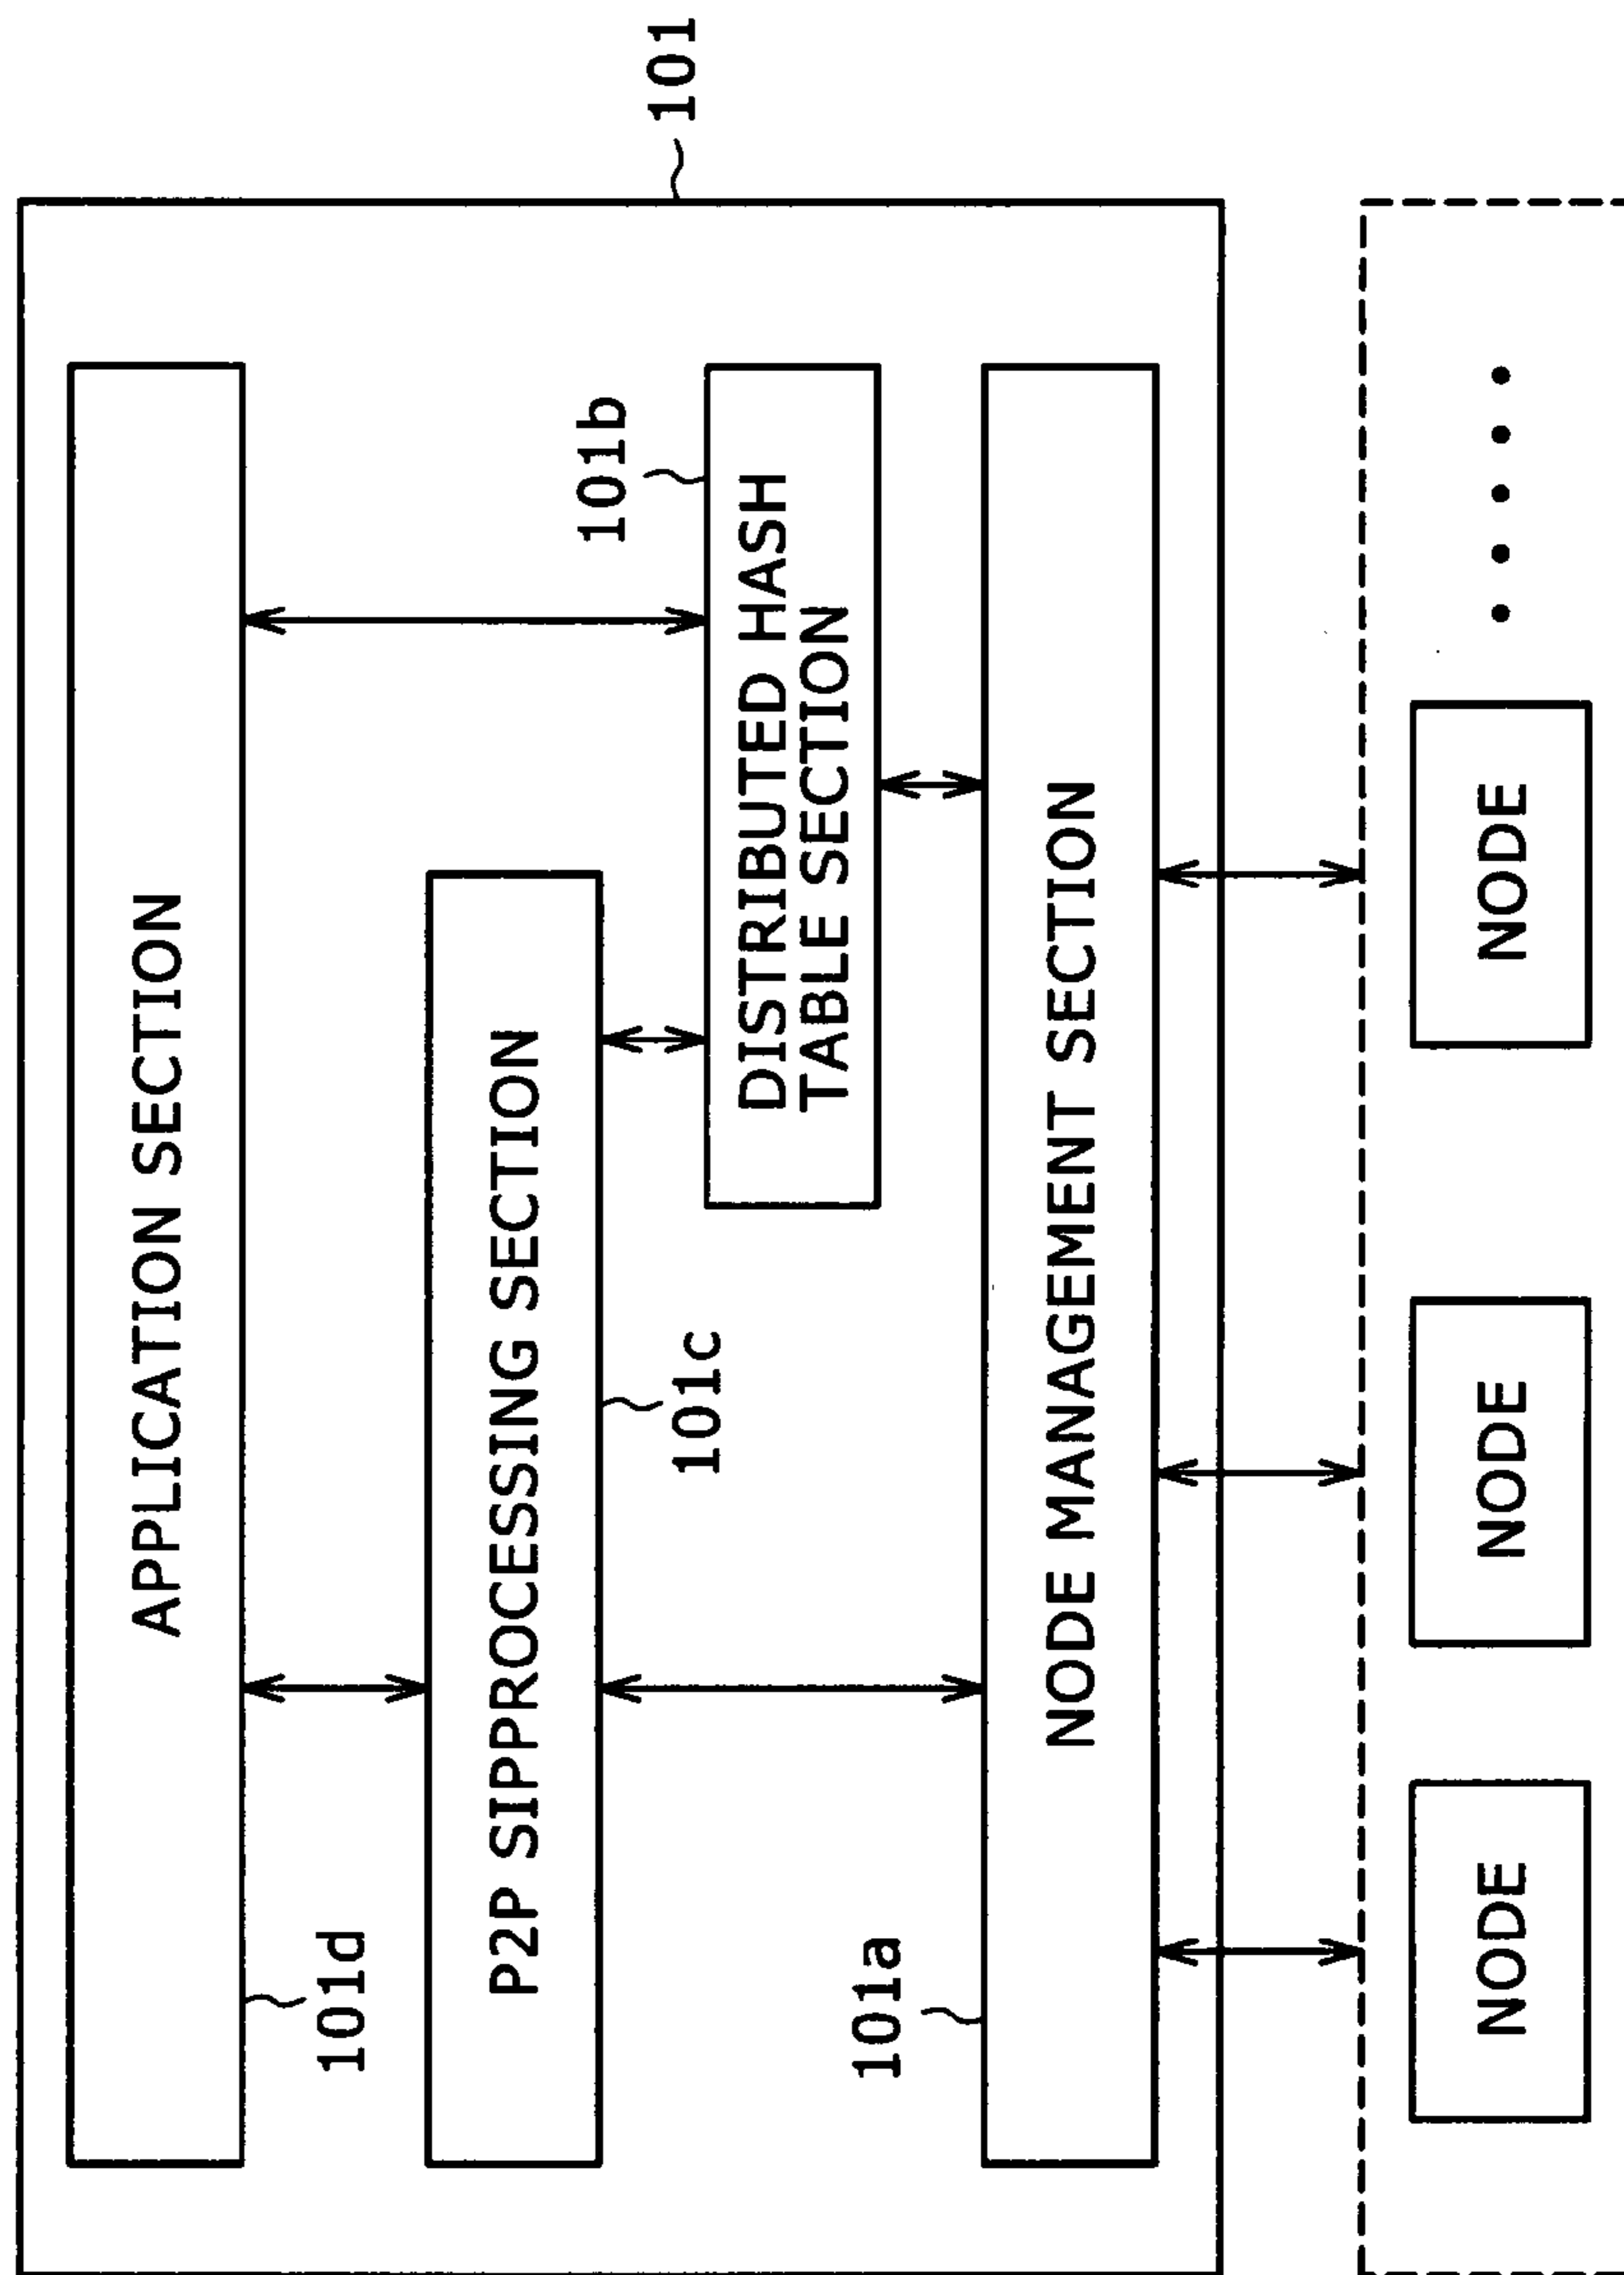 101
APPLICATION SECTION
101d
P2P SIPPROCESSING SECTION
101c
101b
DISTRIBUTED HASH
TABLE SECTION
101a
NODE MANAGEMENT SECTION
NODE
NODE
NODE